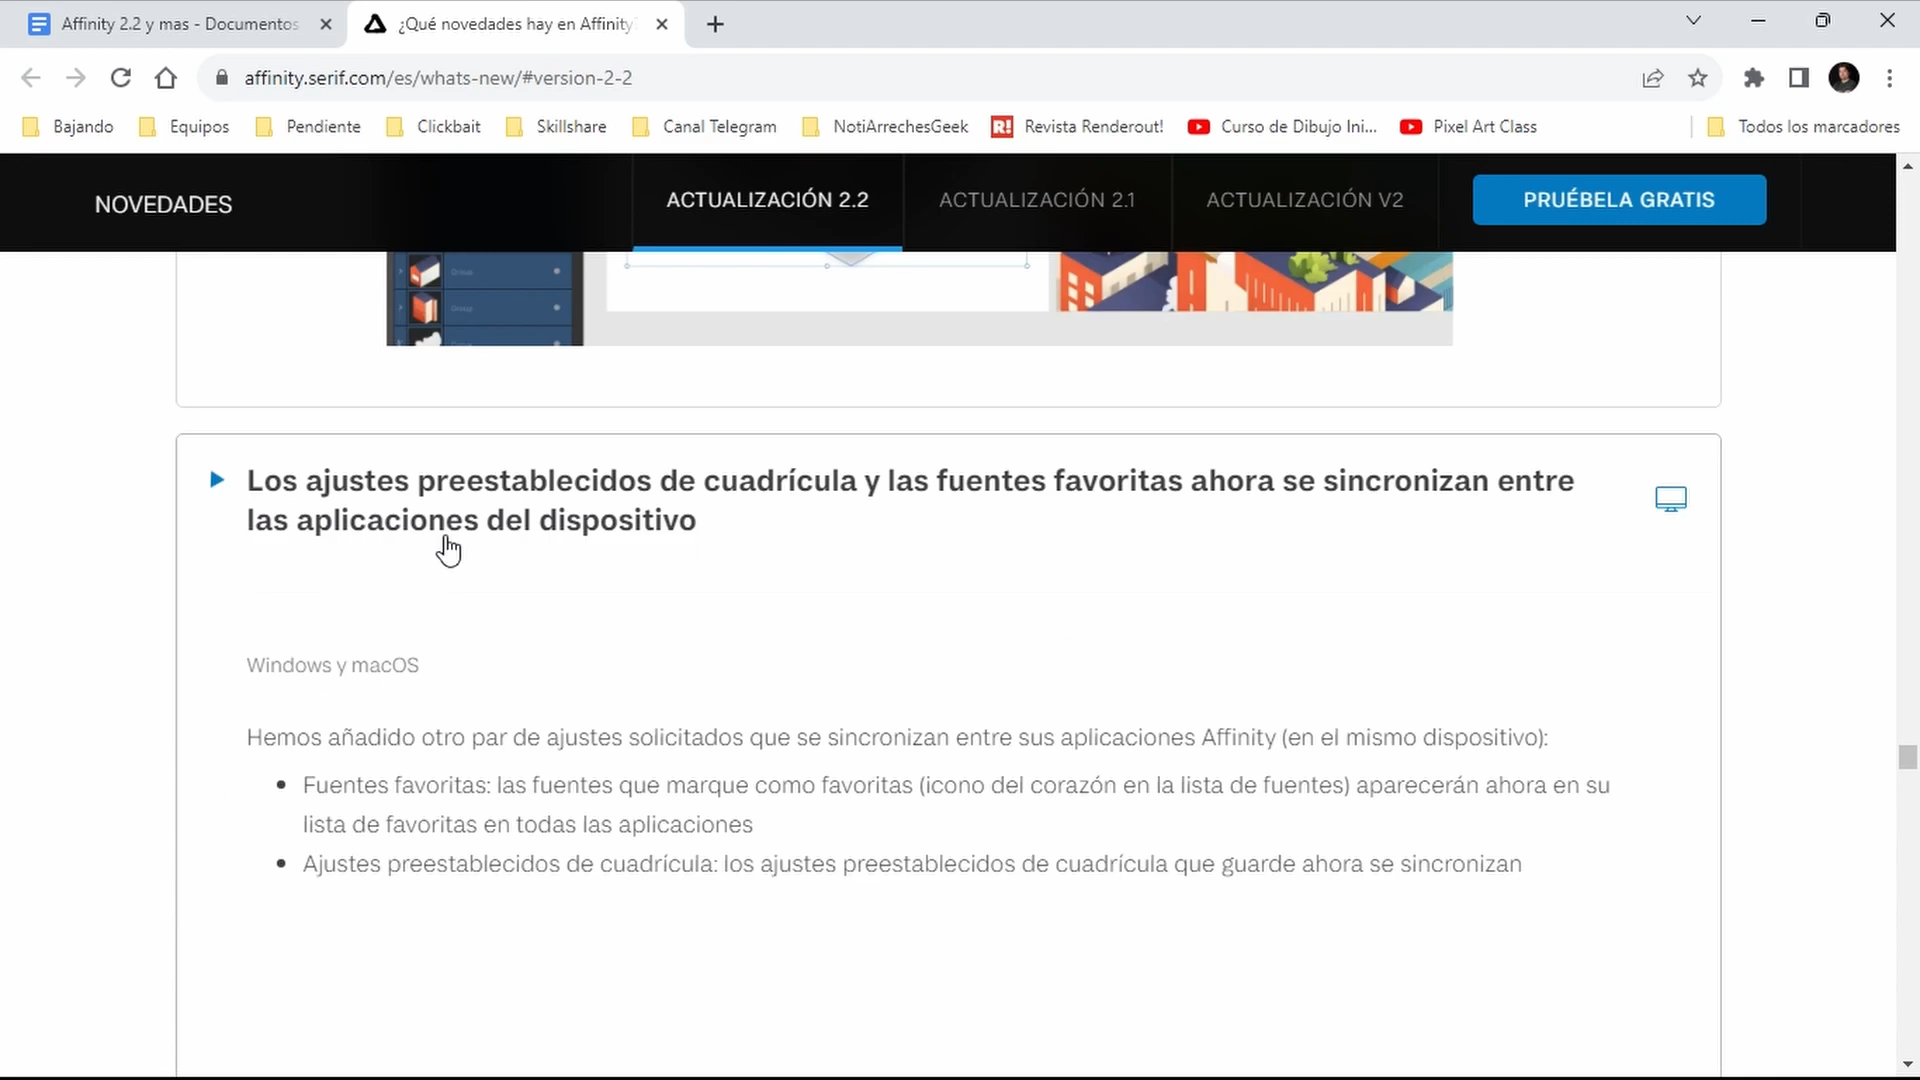 Affinity 2.2 y mas - Documentos
¿Qué novedades hay en Affinity
affinity.serif.com/es/whats-new/#version-2-2
Bajando
Equipos
Pendiente
Clickbait
Skillshare
Canal Telegram
NotiArrechesGeek
R!
Revista Renderout!
Curso de Dibujo Ini...
Pixel Art Class
Todos los marcadores
NOVEDADES
ACTUALIZACIÓN 2.2
ACTUALIZACIÓN 2.1
ACTUALIZACIÓN V2
PRUÉBELA GRATIS
Group
Group
Los ajustes preestablecidos de cuadrícula y las fuentes favoritas ahora se sincronizan entre
las aplicaciones del dispositivo
Windows y macOS
Hemos añadido otro par de ajustes solicitados que se sincronizan entre sus aplicaciones Affinity (en el mismo dispositivo):
Fuentes favoritas: las fuentes que marque como favoritas (icono del corazón en la lista de fuentes) aparecerán ahora en su
lista de favoritas en todas las aplicaciones
Ajustes preestablecidos de cuadrícula: los ajustes preestablecidos de cuadrícula que guarde ahora se sincronizan